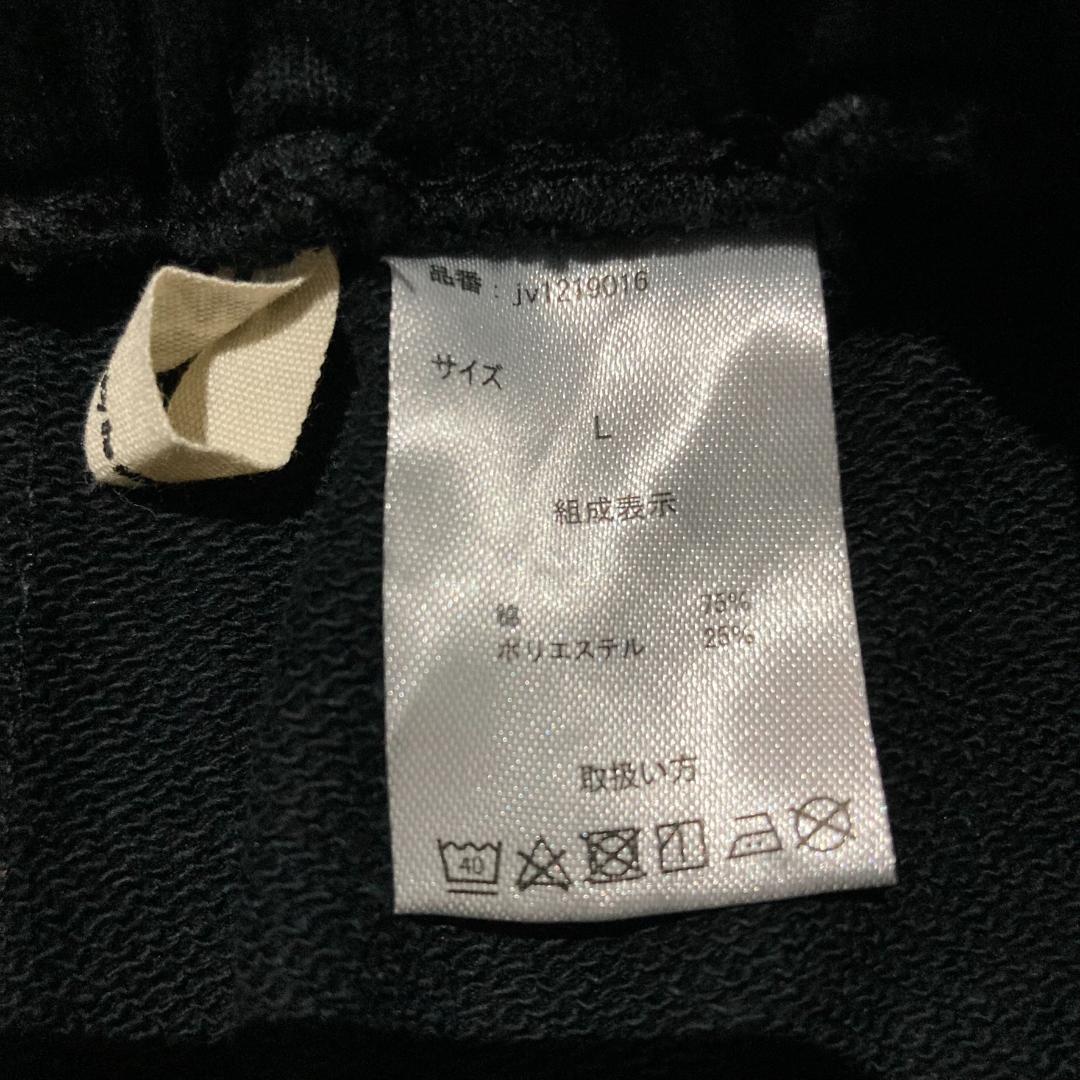 品番：jv1219016
サイズ
L
組成表示
綿 75%
ポリエステル 25%
取扱い方
40